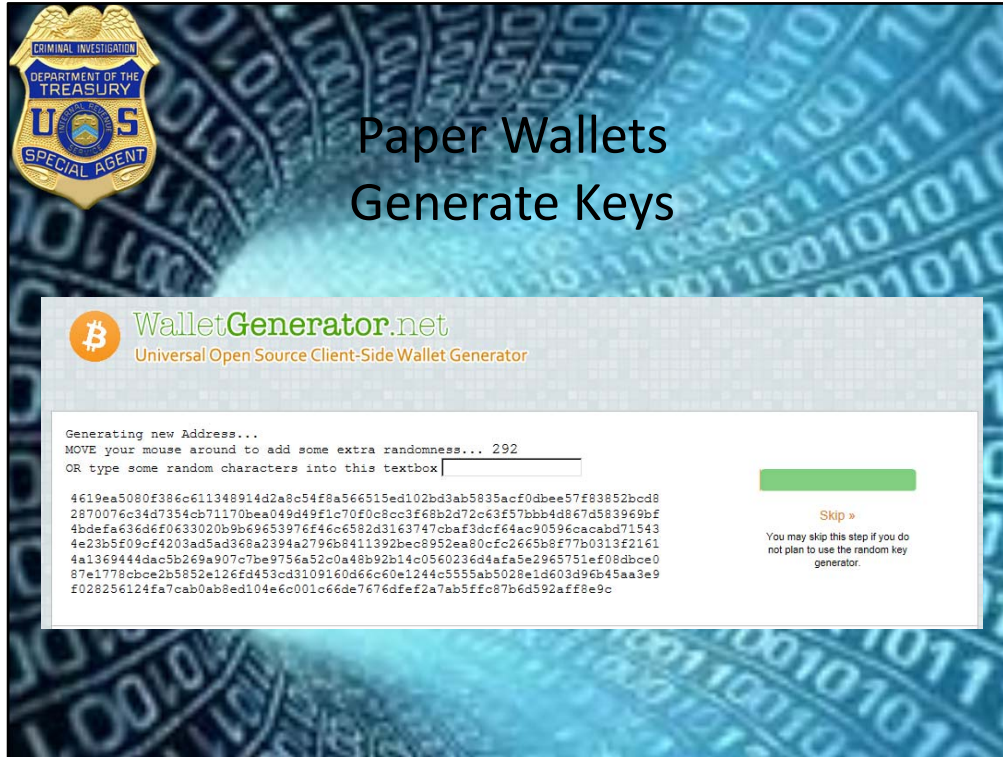 CRIMINAL INVESTIGATION
DEPARTMENT OF THE
TREASURY
U S
INTERNAL REVENUE
SERVICE
SPECIAL AGENT
Paper Wallets
Generate Keys
WalletGenerator.net
Universal Open Source Client-Side Wallet Generator
Generating new Address...
MOVE your mouse around to add some extra randomness... 292
OR type some random characters into this textbox
4619ea5080f386c611348914d2a8c54f8a566515ed102bd3ab5835acf0dbee57f83852bcd8
2870076c34d7354cb71170bea049d49f1c70f0c8cc3f68b2d72c63f57bbb4d867d583969bf
4bdefa636d6f0633020b9b69653976f46c6582d3163747cbaf3dcf64ac90596cacabd71543
4e23b5f09cf4203ad5ad368a2394a2796b8411392bec8952ea80cfc2665b8f77b0313f2161
4a1369444dac5b269a907c7be9756a52c0a48b92b14c0560236d4afa5e2965751ef08dbce0
87e1778cbce2b5852e126fd453cd3109160d66c60e1244c5555ab5028e1d603d96b45aa3e9
f028256124fa7cab0ab8ed104e6c001c66de7676dfef2a7ab5ffc87b6d592aff8e9c
Skip »
You may skip this step if you do
not plan to use the random key
generator.